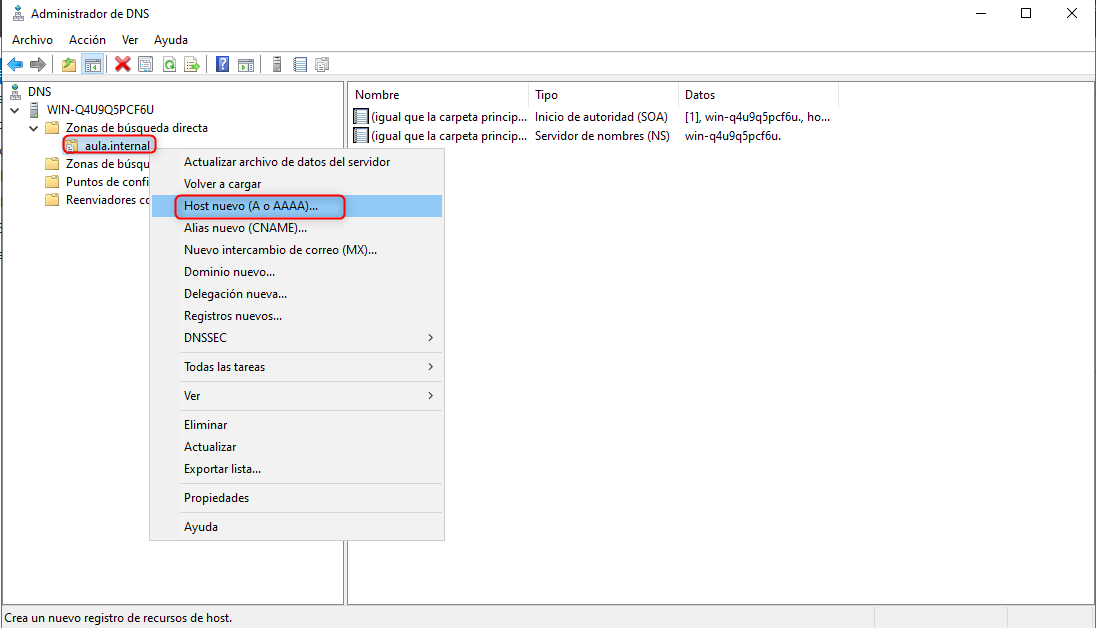 Administrador de DNS
Archivo Acción Ver Ayuda
DNS
WIN-Q4U9Q5PCF6U
Zonas de búsqueda directa
aula.internal
Zonas de búsqu
Puntos de confi
Reenviadores co
Nombre Tipo Datos
(igual que la carpeta princip... Inicio de autoridad (SOA) [1], win-q4u9q5pcf6u., ho...
(igual que la carpeta princip... Servidor de nombres (NS) win-q4u9q5pcf6u.
Actualizar archivo de datos del servidor
Volver a cargar
Host nuevo (A o AAAA)...
Alias nuevo (CNAME)...
Nuevo intercambio de correo (MX)...
Dominio nuevo...
Delegación nueva...
Registros nuevos...
DNSSEC
Todas las tareas
Ver
Eliminar
Actualizar
Exportar lista...
Propiedades
Ayuda
Crea un nuevo registro de recursos de host.